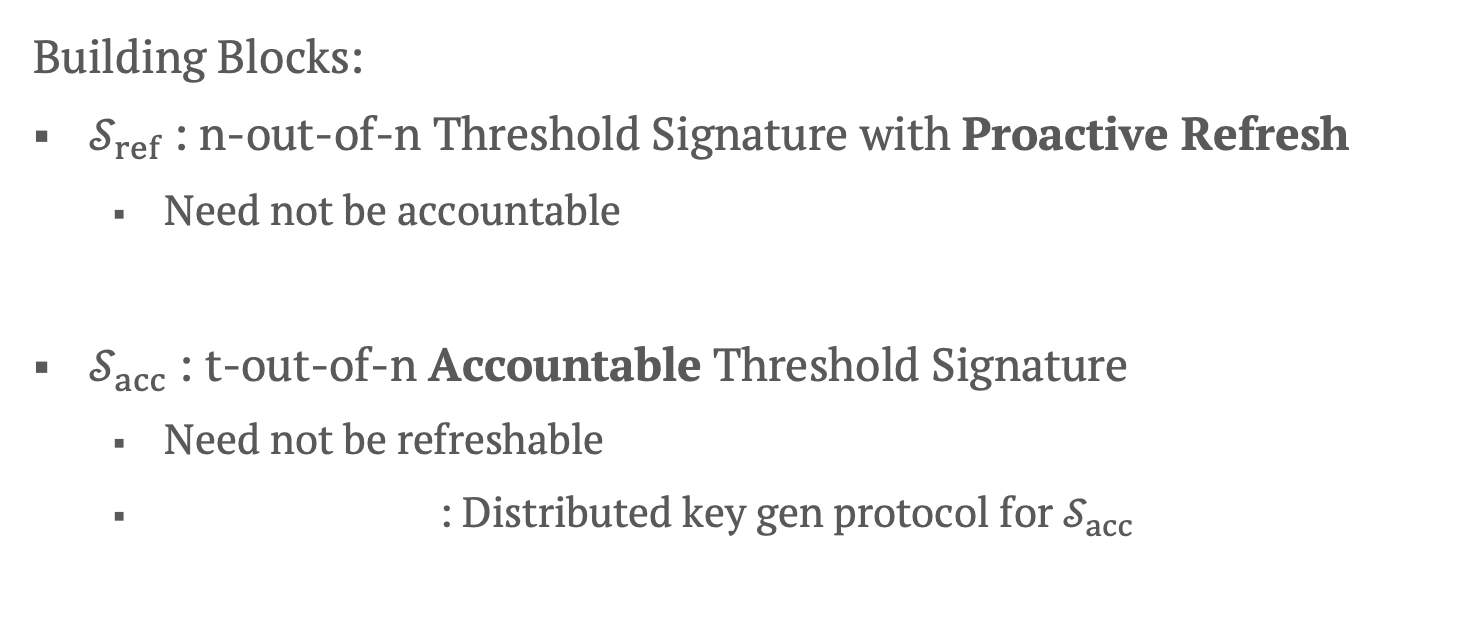 Building Blocks:
▪ 𝒮ref : n-out-of-n Threshold Signature with Proactive Refresh
▪ Need not be accountable
▪ 𝒮acc : t-out-of-n Accountable Threshold Signature
▪ Need not be refreshable
▪ : Distributed key gen protocol for 𝒮acc